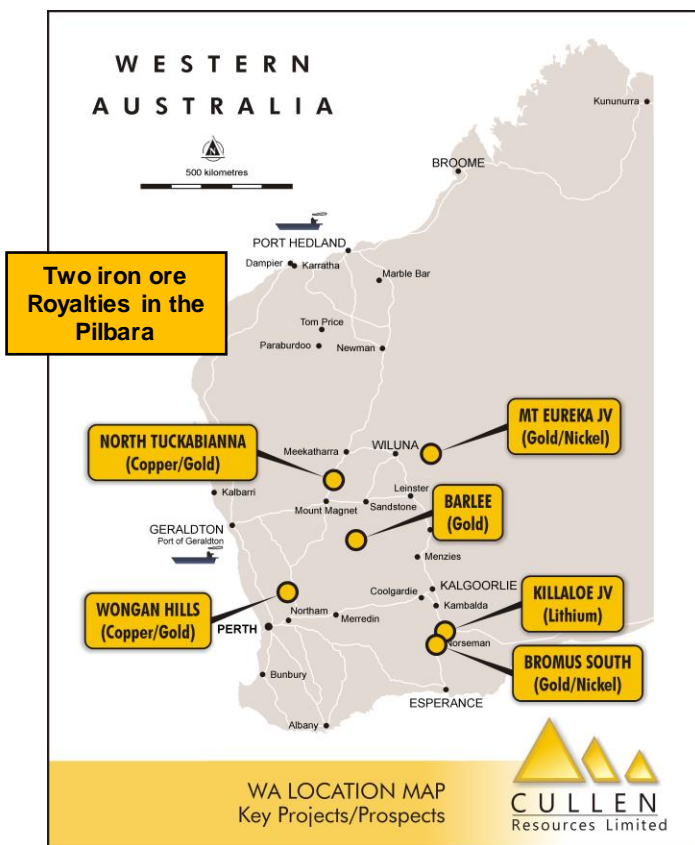 WESTERN
AUSTRALIA
N
500 kilometres
Kununurra
BROOME
PORT HEDLAND
Dampier
Karratha
Marble Bar
Two iron ore
Royalties in the
Pilbara
Tom Price
Paraburdoo
Newman
NORTH TUCKABIANNA
(Copper/Gold)
Meekatharra
WILUNA
MT EUREKA JV
(Gold/Nickel)
Kalbarri
Mount Magnet
Sandstone
Leinster
BARLEE
(Gold)
GERALDTON
Port of Geraldton
Menzies
WONGAN HILLS
(Copper/Gold)
Coolgardie
KALGOORLIE
Kambalda
KILLALOE JV
(Lithium)
PERTH
Northam
Merredin
Norseman
BROMUS SOUTH
(Gold/Nickel)
Bunbury
ESPERANCE
Albany
WA LOCATION MAP
Key Projects/Prospects
CULLEN
Resources Limited